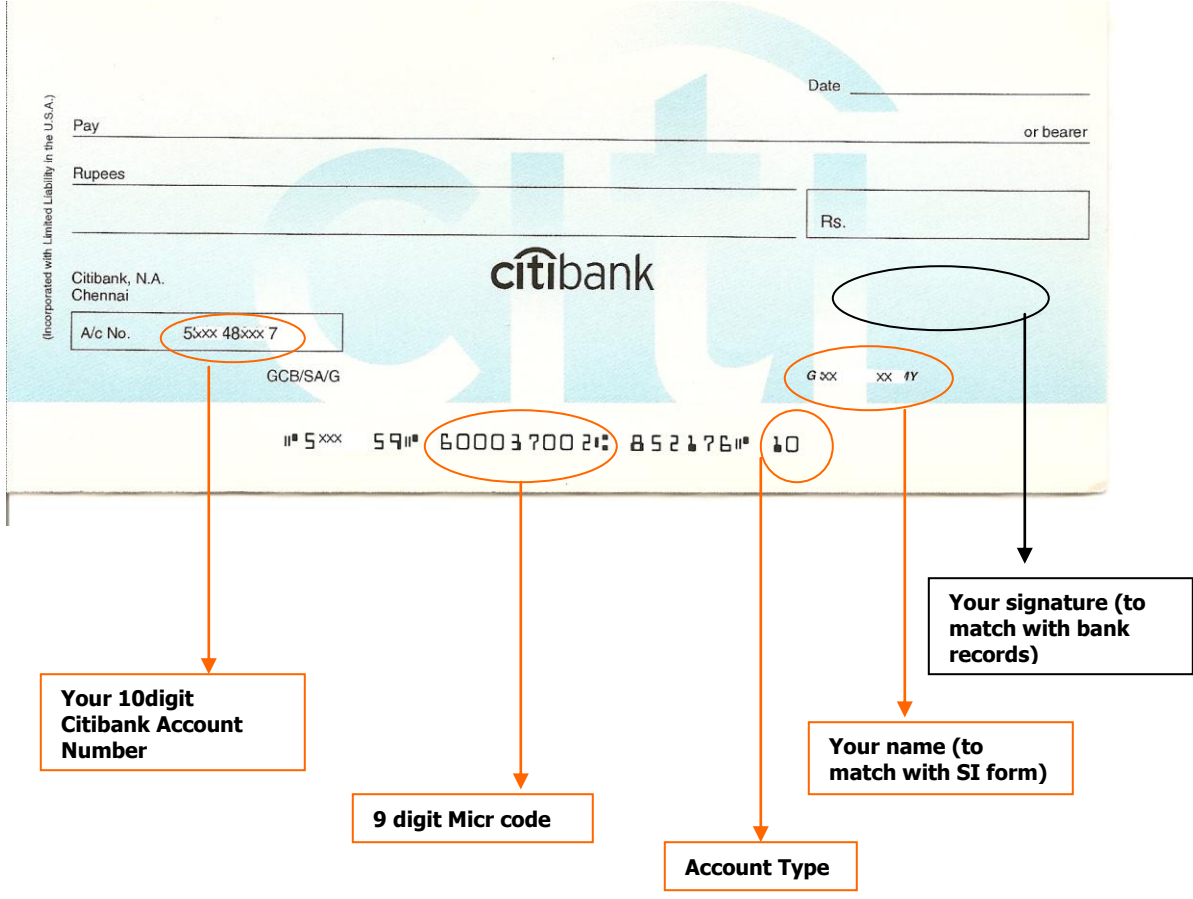 Date
(Incorporated with Limited Liability in the U.S.A.)
Pay or bearer
Rupees
Rs.
citibank
Citibank, N.A.
Chennai
A/c No. 5xxx 48xxx 7
GCB/SA/G
G xx xx MY
5xxx 59 600037002 852176 10
Your signature (to
match with bank
records)
Your 10digit
Citibank Account
Number
Your name (to
match with SI form)
9 digit Micr code
Account Type